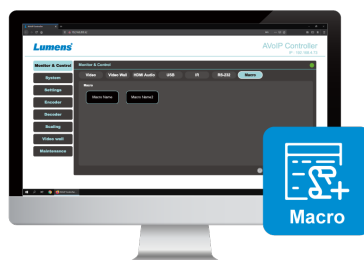 Lumens
AVoIP Controller
Monitor & Control
Monitor & Control
System
Settings
Encoder
Decoder
Scaling
Video wall
Maintenance
Video
Video Wall
HDMI Audio
USB
IR
RS-232
Macro
Macro
Macro Name
Macro Name2
Macro